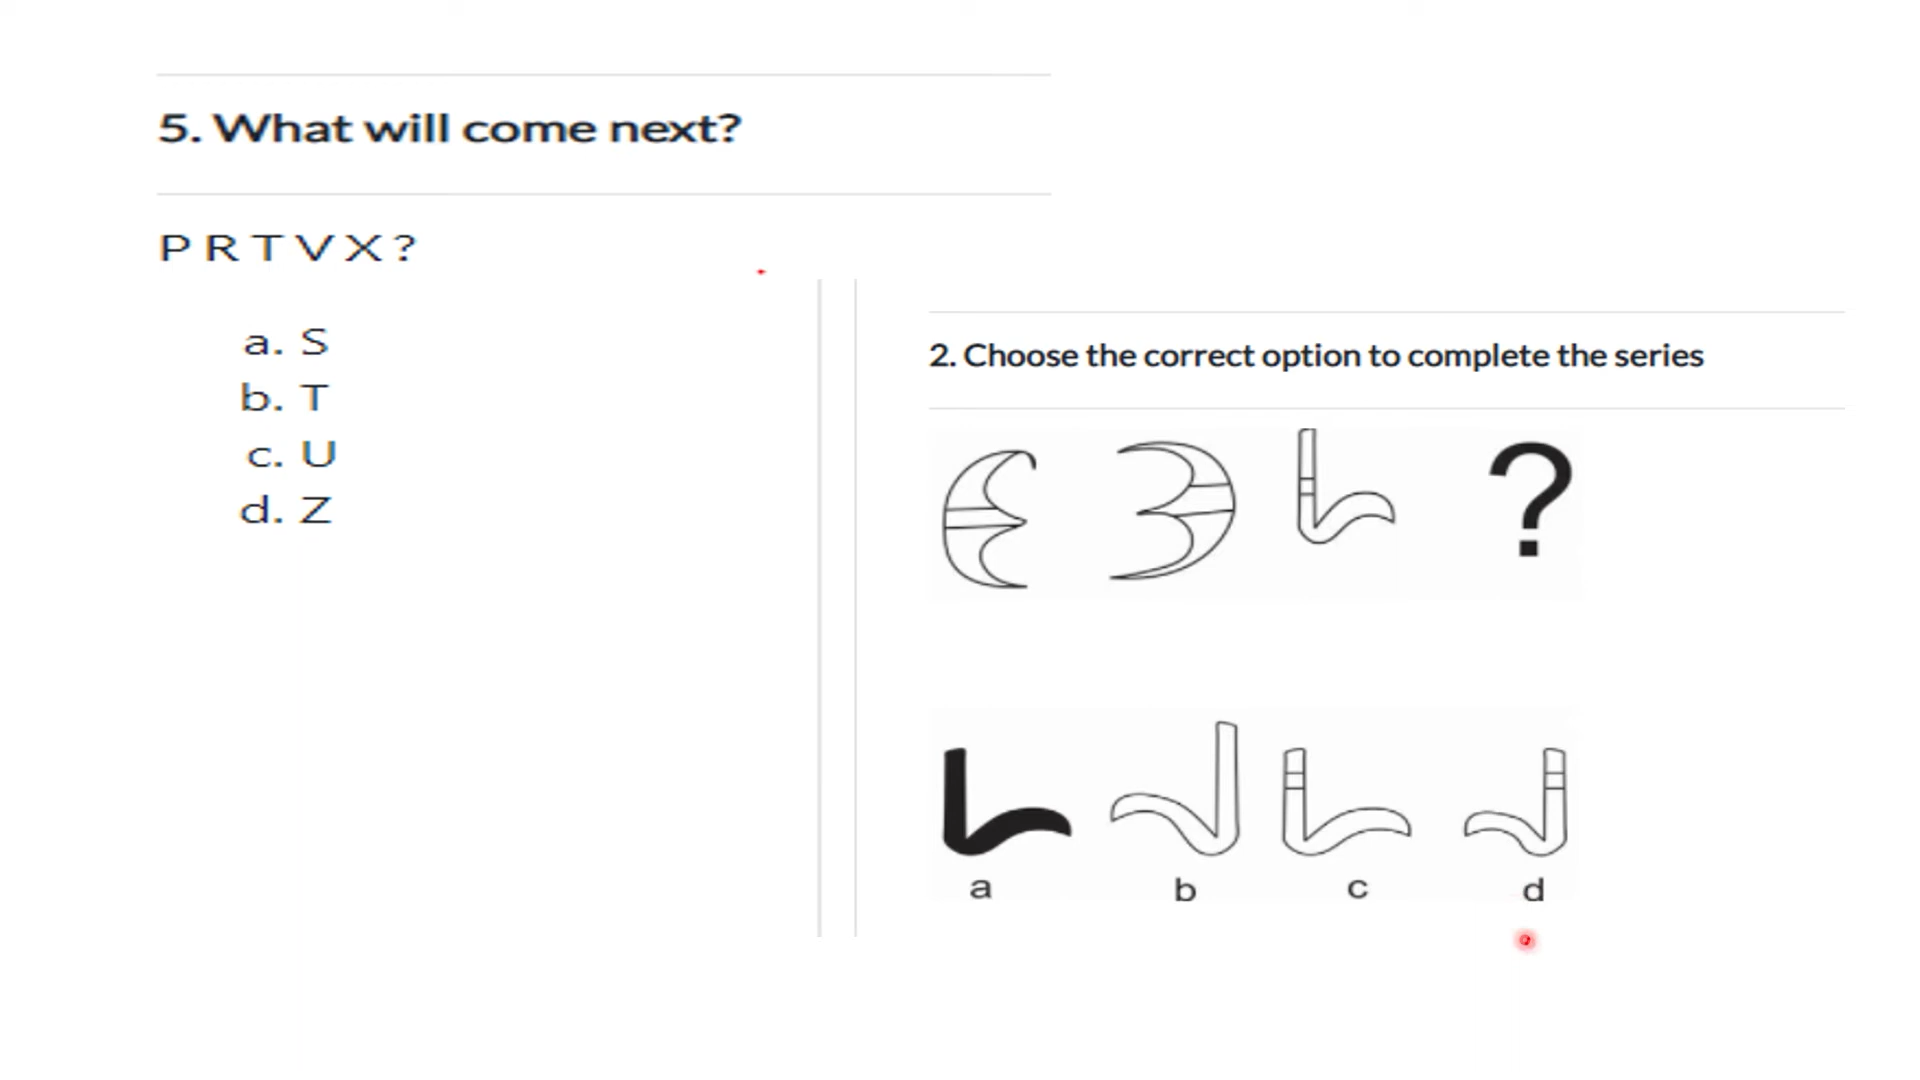 5. What will come next?
P R T V X ?
a. S
b. T
c. U
d. Z
2. Choose the correct option to complete the series
?
a b c d